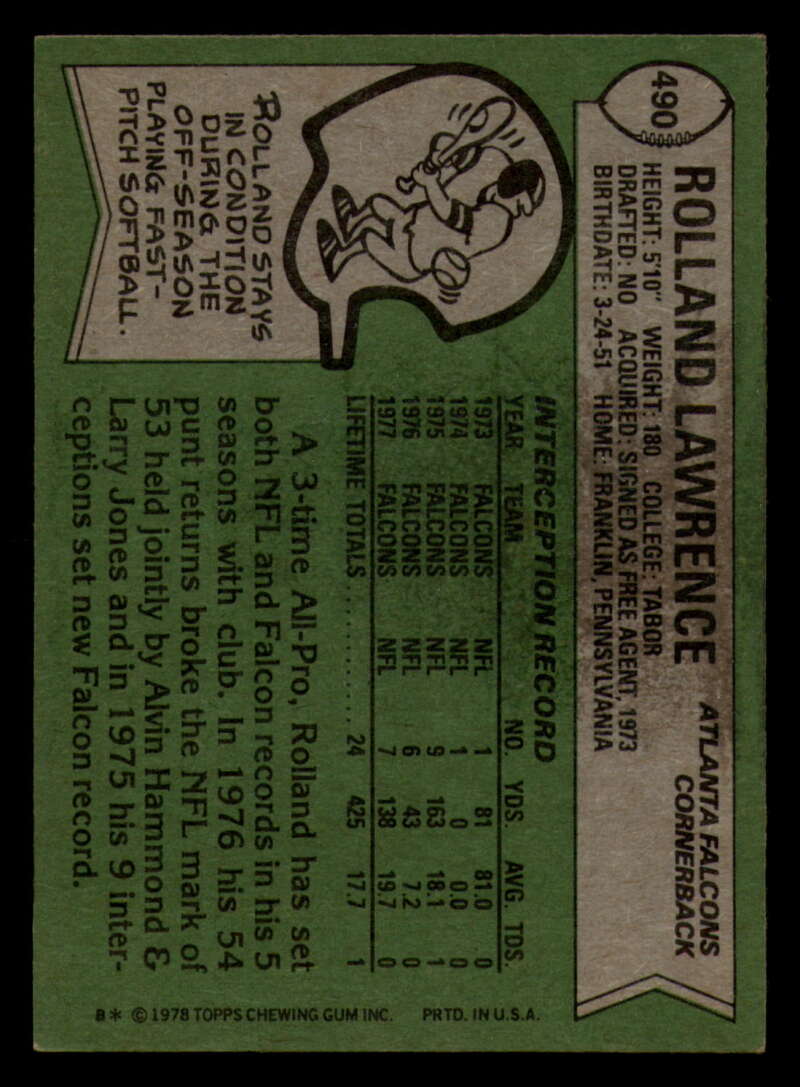 490
ROLLAND LAWRENCE
ATLANTA FALCONS
CORNERBACK
HEIGHT: 5'10" WEIGHT: 180 COLLEGE: TABOR
DRAFTED: NO ACQUIRED: SIGNED AS FREE AGENT, 1973
BIRTHDATE: 3-24-51 HOME: FRANKLIN, PENNSYLVANIA
ROLLAND STAYS
IN CONDITION
DURING THE
OFF-SEASON
PLAYING FAST-
PITCH SOFTBALL.
INTERCEPTION RECORD
YEAR TEAM NO. YDS. AVG. TDS.
1973 FALCONS NFL 1 81 81.0 0
1974 FALCONS NFL 1 0 0.0 0
1975 FALCONS NFL 9 163 18.1 1
1976 FALCONS NFL 6 43 7.2 0
1977 FALCONS NFL 7 138 19.7 0
LIFETIME TOTALS.......... 24 425 17.7 1
A 3-time All-Pro, Rolland has set
both NFL and Falcon records in his 5
seasons with club. In 1976 his 54
punt returns broke the NFL mark of
53 held jointly by Alvin Hammond &
Larry Jones and in 1975 his 9 inter-
ceptions set new Falcon record.
B* © 1978 TOPPS CHEWING GUM INC. PRTD. IN U.S.A.